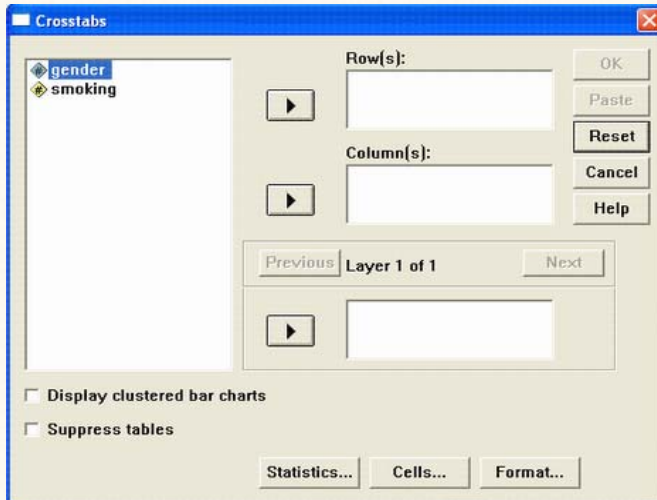 Crosstabs
gender
smoking
Row(s):
Column(s):
OK
Paste
Reset
Cancel
Help
Previous
Layer 1 of 1
Next
Display clustered bar charts
Suppress tables
Statistics...
Cells...
Format...